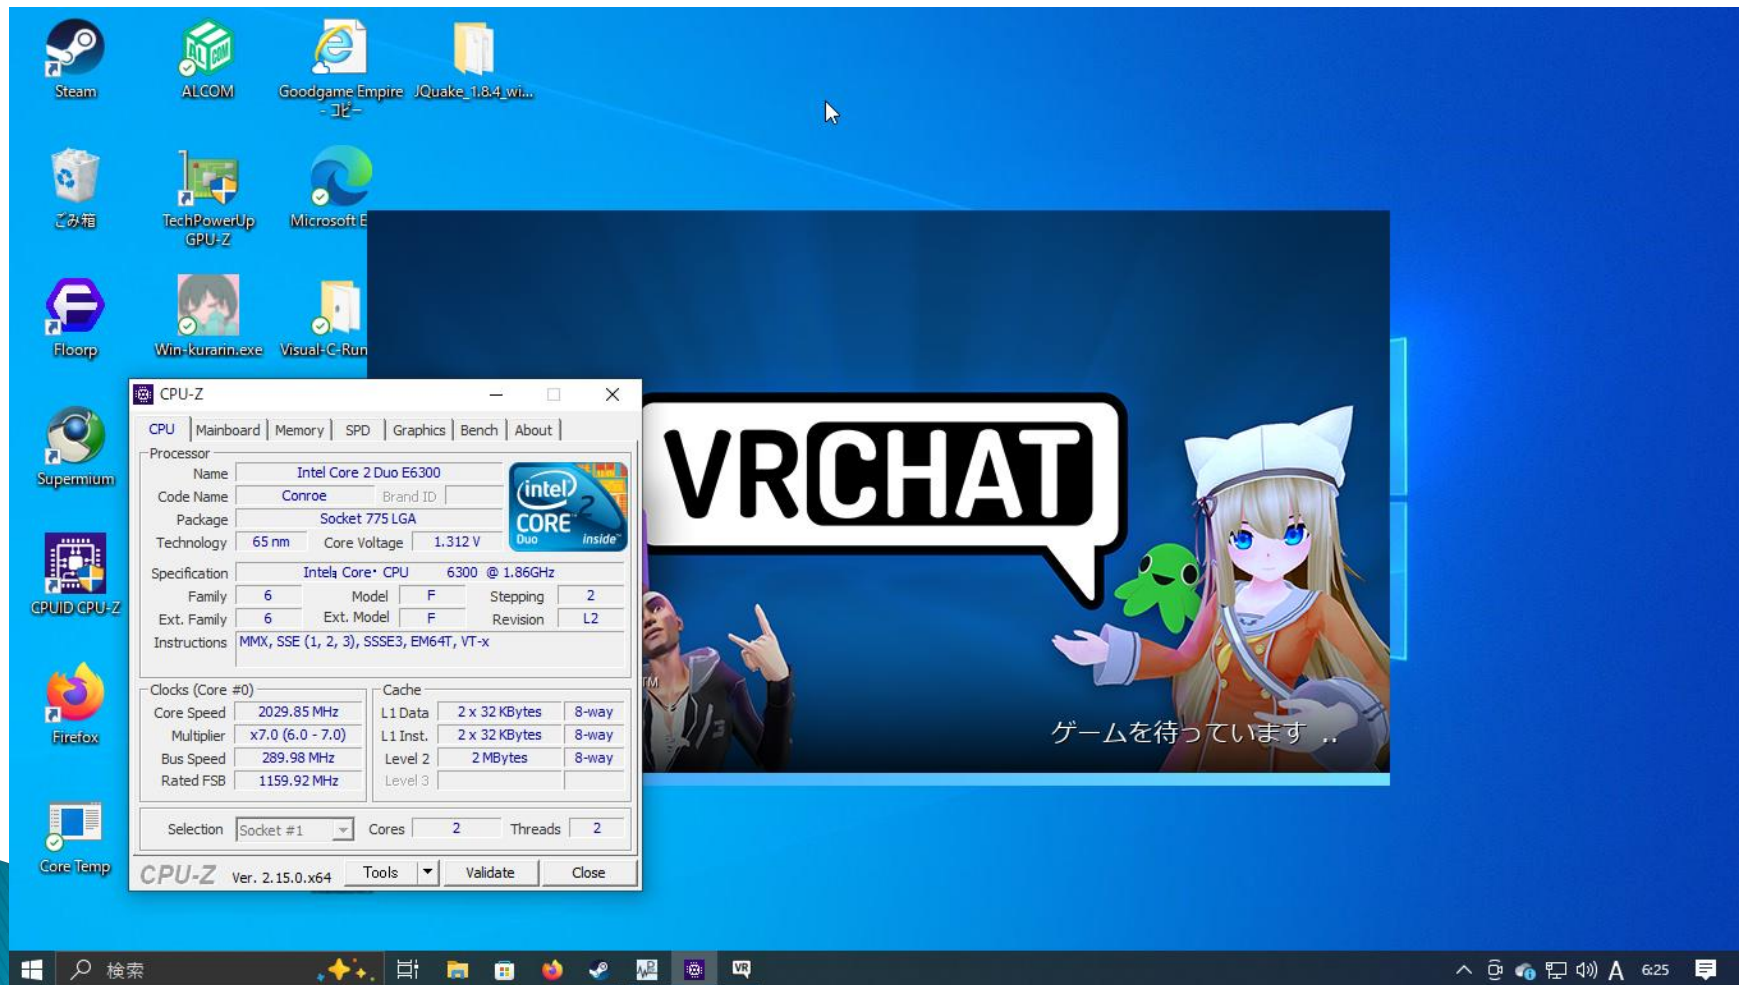 Steam
ALCOM
Goodgame Empire
- コピー
JQuake_1.8.4_wi...
ごみ箱
TechPowerUp
GPU-Z
Microsoft E
Floorp
Win-kurarin.exe
Visual-C-Run
Supermium
CPUID CPU-Z
Firefox
Core Temp
CPU-Z
CPU Mainboard Memory SPD Graphics Bench About
Processor
Name Intel Core 2 Duo E6300
Code Name Conroe Brand ID
Package Socket 775 LGA
Technology 65 nm Core Voltage 1.312 V
intel CORE 2 Duo inside™
Specification Intel Core• CPU 6300 @ 1.86GHz
Family 6 Model F Stepping 2
Ext. Family 6 Ext. Model F Revision L2
Instructions MMX, SSE (1, 2, 3), SSSE3, EM64T, VT-x
Clocks (Core #0)
Core Speed 2029.85 MHz
Multiplier x7.0 (6.0 - 7.0)
Bus Speed 289.98 MHz
Rated FSB 1159.92 MHz
Cache
L1 Data 2 x 32 KBytes 8-way
L1 Inst. 2 x 32 KBytes 8-way
Level 2 2 MBytes 8-way
Level 3
Selection Socket #1 Cores 2 Threads 2
CPU-Z Ver. 2.15.0.x64 Tools Validate Close
VRCHAT
TM
ゲームを待っています ..
検索
VR
A 6:25